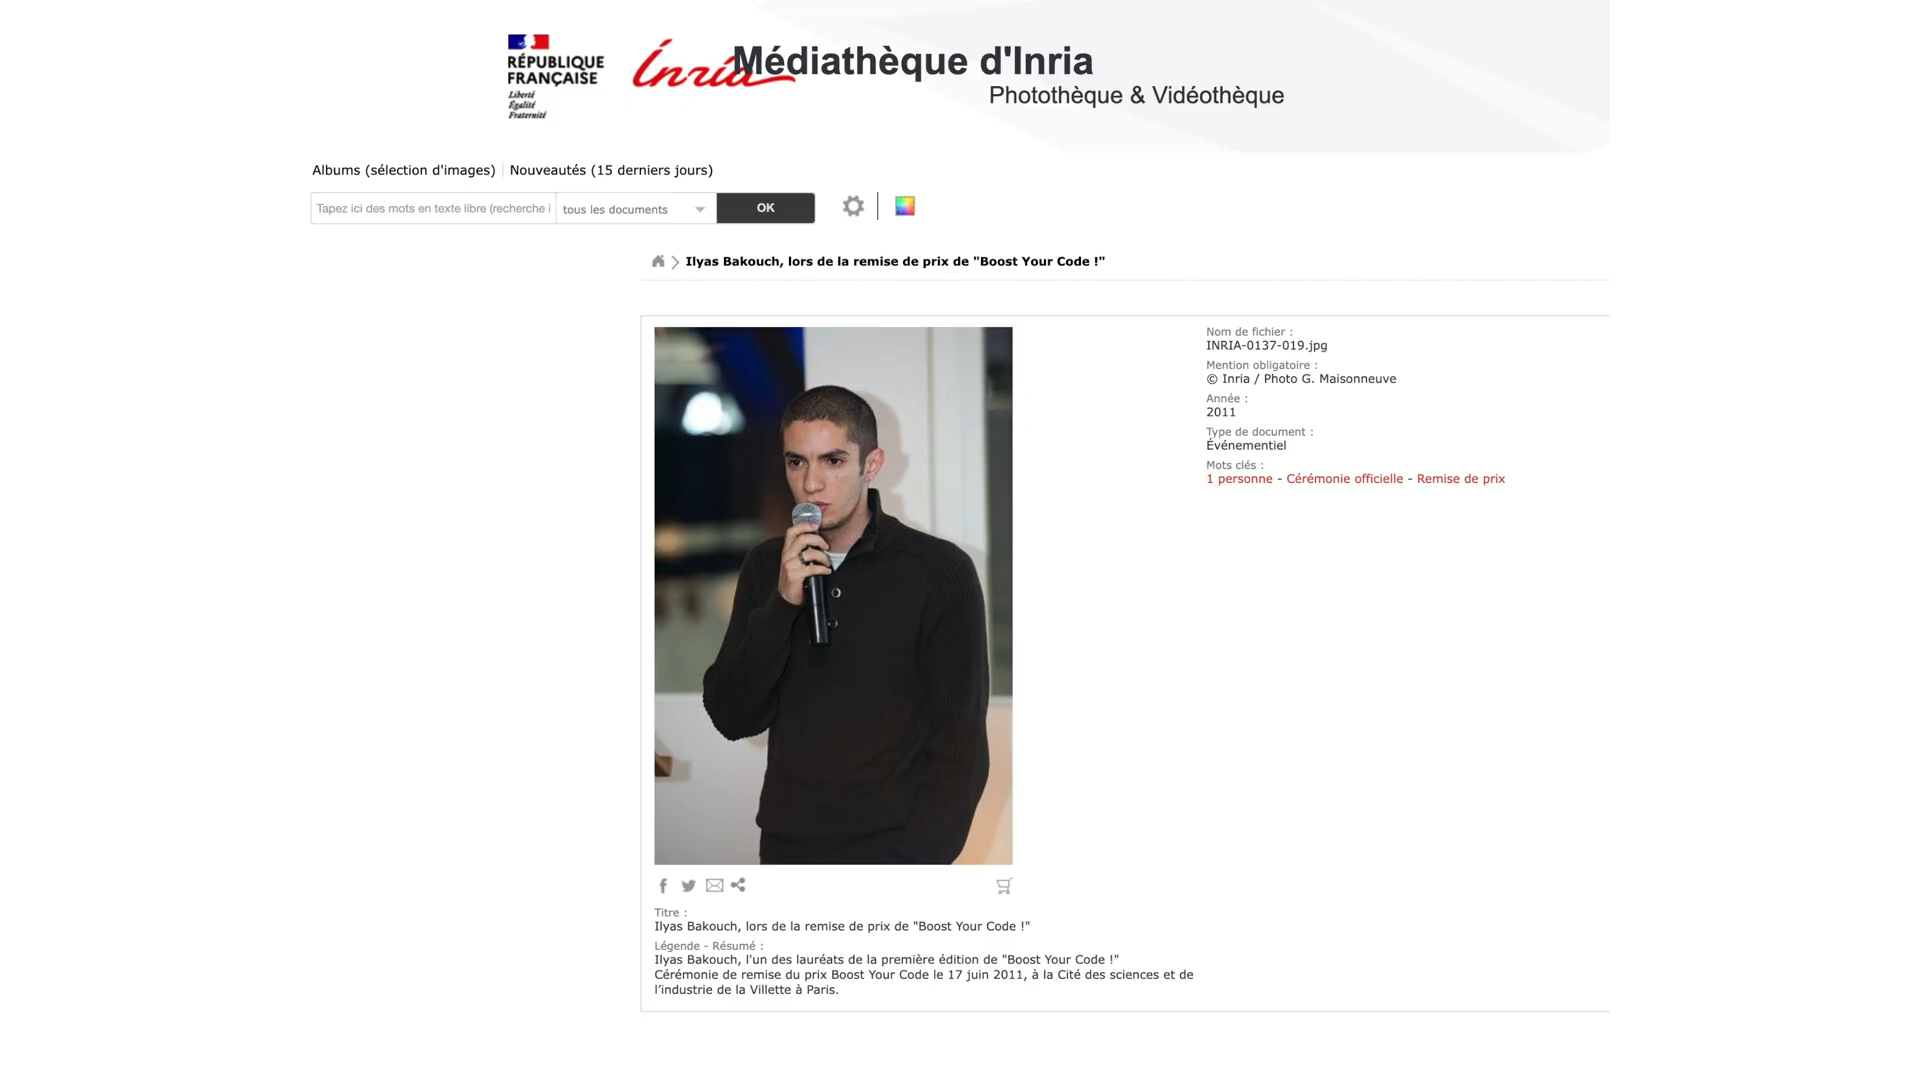 RÉPUBLIQUE
FRANÇAISE
Liberté
Égalité
Fraternité
Inria
Médiathèque d'Inria
Photothèque & Vidéothèque
Albums (sélection d'images)
Nouveautés (15 derniers jours)
Tapez ici des mots en texte libre (recherche i
tous les documents
OK
Ilyas Bakouch, lors de la remise de prix de "Boost Your Code !"
Nom de fichier :
INRIA-0137-019.jpg
Mention obligatoire :
© Inria / Photo G. Maisonneuve
Année :
2011
Type de document :
Événementiel
Mots clés :
1 personne - Cérémonie officielle - Remise de prix
Titre :
Ilyas Bakouch, lors de la remise de prix de "Boost Your Code !"
Légende - Résumé :
Ilyas Bakouch, l'un des lauréats de la première édition de "Boost Your Code !"
Cérémonie de remise du prix Boost Your Code le 17 juin 2011, à la Cité des sciences et de
l’industrie de la Villette à Paris.